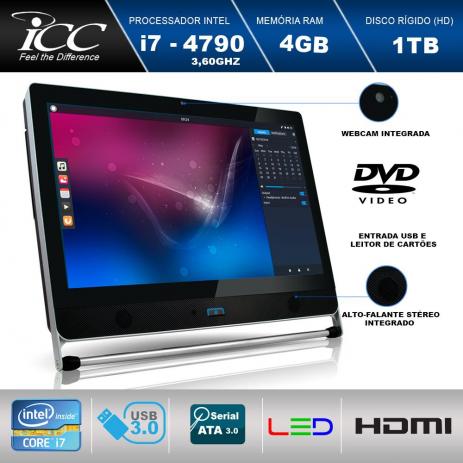 icc
Feel the Difference
PROCESSADOR INTEL
i7 - 4790
3,60GHZ
MEMÓRIA RAM
4GB
DISCO RÍGIDO (HD)
1TB
WEBCAM INTEGRADA
DVD
VIDEO
ENTRADA USB E
LEITOR DE CARTÕES
ALTO-FALANTE STÉREO
INTEGRADO
intel inside
CORE i7
USB
3.0
Serial
ATA 3.0
LED
HDMI